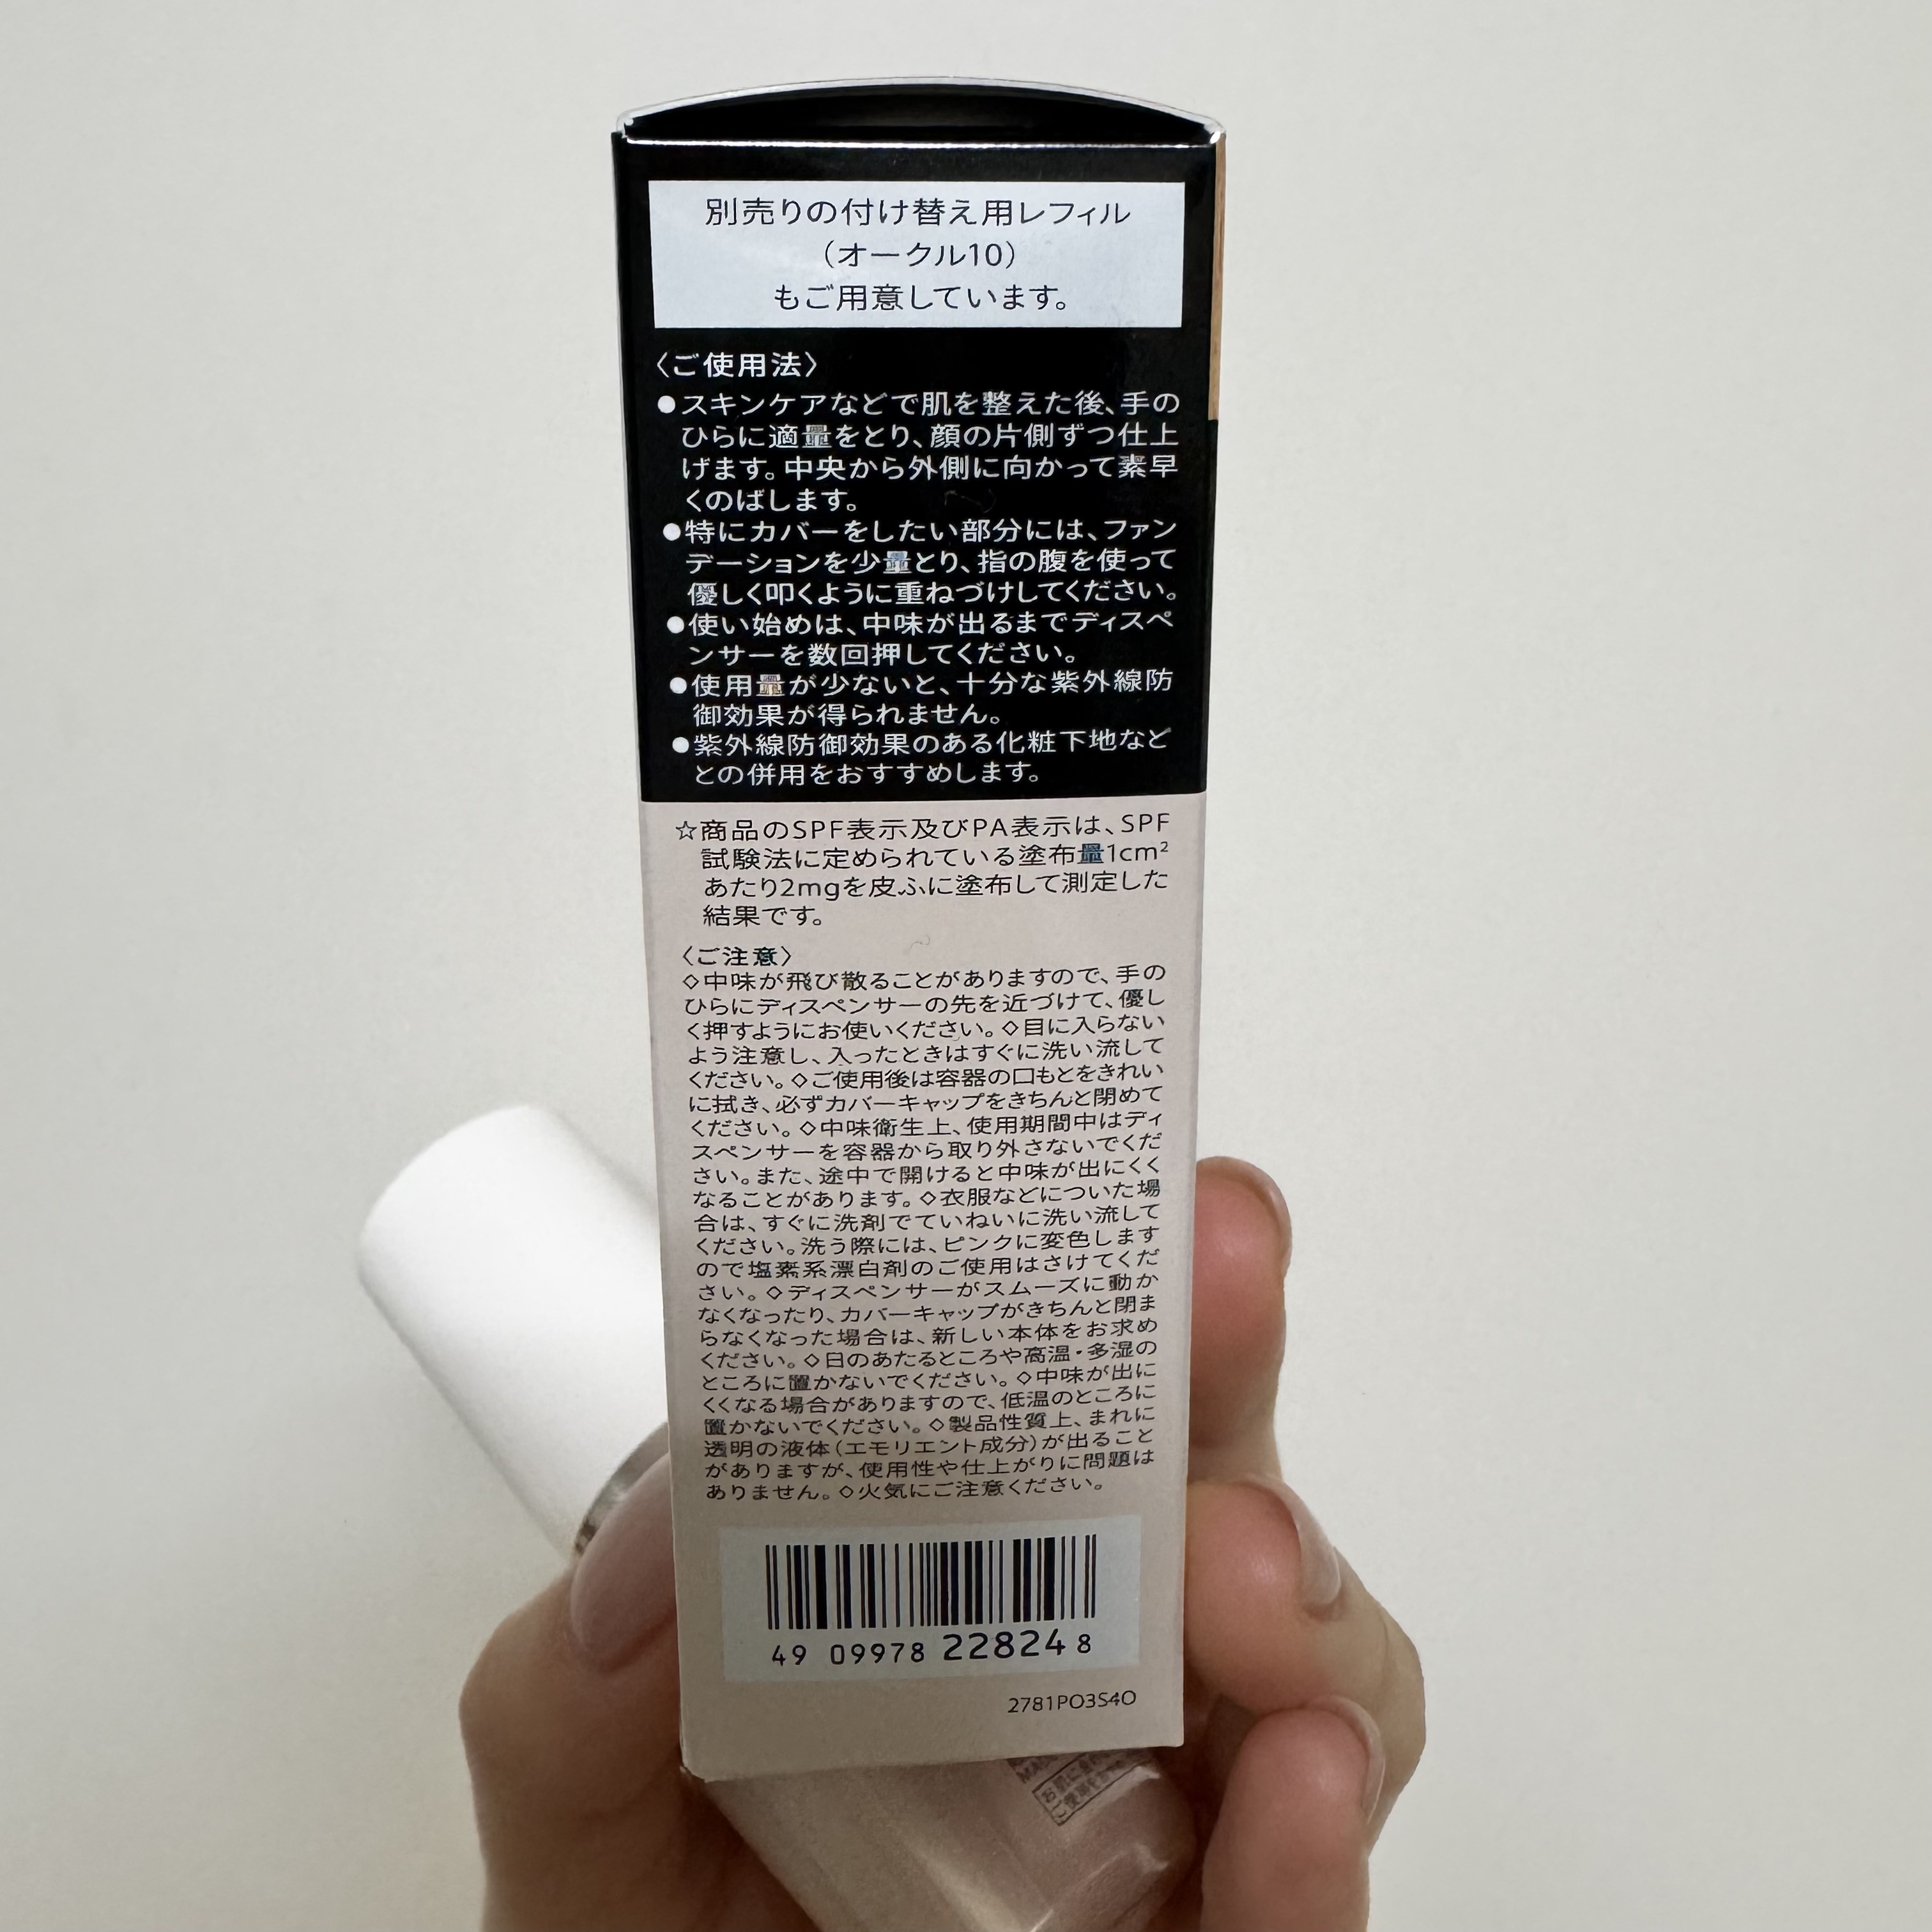 別売りの付け替え用レフィル
（オークル10）
もご用意しています。
〈ご使用法〉
●スキンケアなどで肌を整えた後、手の
ひらに適量をとり、顔の片側ずつ仕上
げます。中央から外側に向かって素早
くのばします。
●特にカバーをしたい部分には、ファン
デーションを少量とり、指の腹を使って
優しく叩くように重ねづけしてください。
●使い始めは、中味が出るまでディスペ
ンサーを数回押してください。
●使用量が少ないと、十分な紫外線防
御効果が得られません。
●紫外線防御効果のある化粧下地など
との併用をおすすめします。
☆商品のSPF表示及びPA表示は、SPF
試験法に定められている塗布量1cm²
あたり2mgを皮ふに塗布して測定した
結果です。
〈ご注意〉
◇中味が飛び散ることがありますので、手の
ひらにディスペンサーの先を近づけて、優し
く押すようにお使いください。◇目に入らない
よう注意し、入ったときはすぐに洗い流して
ください。◇ご使用後は容器の口もとをきれい
に拭き、必ずカバーキャップをきちんと閉めて
ください。◇中味衛生上、使用期間中はディ
スペンサーを容器から取り外さないでくだ
さい。また、途中で開けると中味が出にくく
なることがあります。◇衣服などについた場
合は、すぐに洗剤でていねいに洗い流して
ください。洗う際には、ピンクに変色します
ので塩素系漂白剤のご使用はさけてくだ
さい。◇ディスペンサーがスムーズに動か
なくなったり、カバーキャップがきちんと閉ま
らなくなった場合は、新しい本体をお求め
ください。◇日のあたるところや高温・多湿の
ところに置かないでください。◇中味が出に
くくなる場合がありますので、低温のところに
置かないでください。◇製品性質上、まれに
透明の液体（エモリエント成分）が出ること
がありますが、使用性や仕上がりに問題は
ありません。◇火気にご注意ください。
49 09978 22824 8
2781PO3S4O